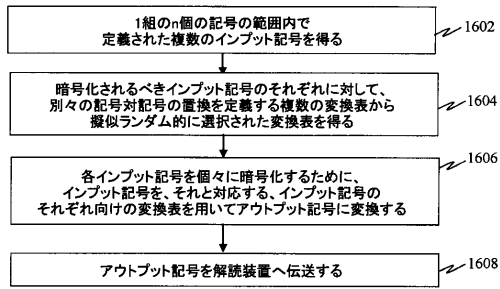 1組のn個の記号の範囲内で
定義された複数のインプット記号を得る
1602
暗号化されるべきインプット記号のそれぞれに対して、
別々の記号対記号の置換を定義する複数の変換表から
擬似ランダム的に選択された変換表を得る
1604
各インプット記号を個々に暗号化するために、
インプット記号を、それと対応する、インプット記号の
それぞれ向けの変換表を用いてアウトプット記号に変換する
1606
アウトプット記号を解読装置へ伝送する
1608